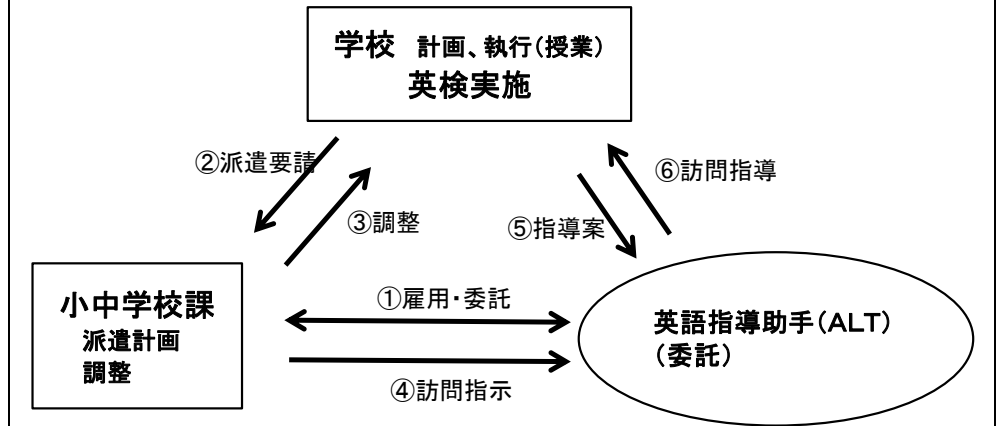 学校 計画、執行(授業)
英検実施
②派遣要請
③調整
⑥訪問指導
⑤指導案
小中学校課
派遣計画
調整
①雇用・委託
④訪問指示
英語指導助手(ALT)
(委託)